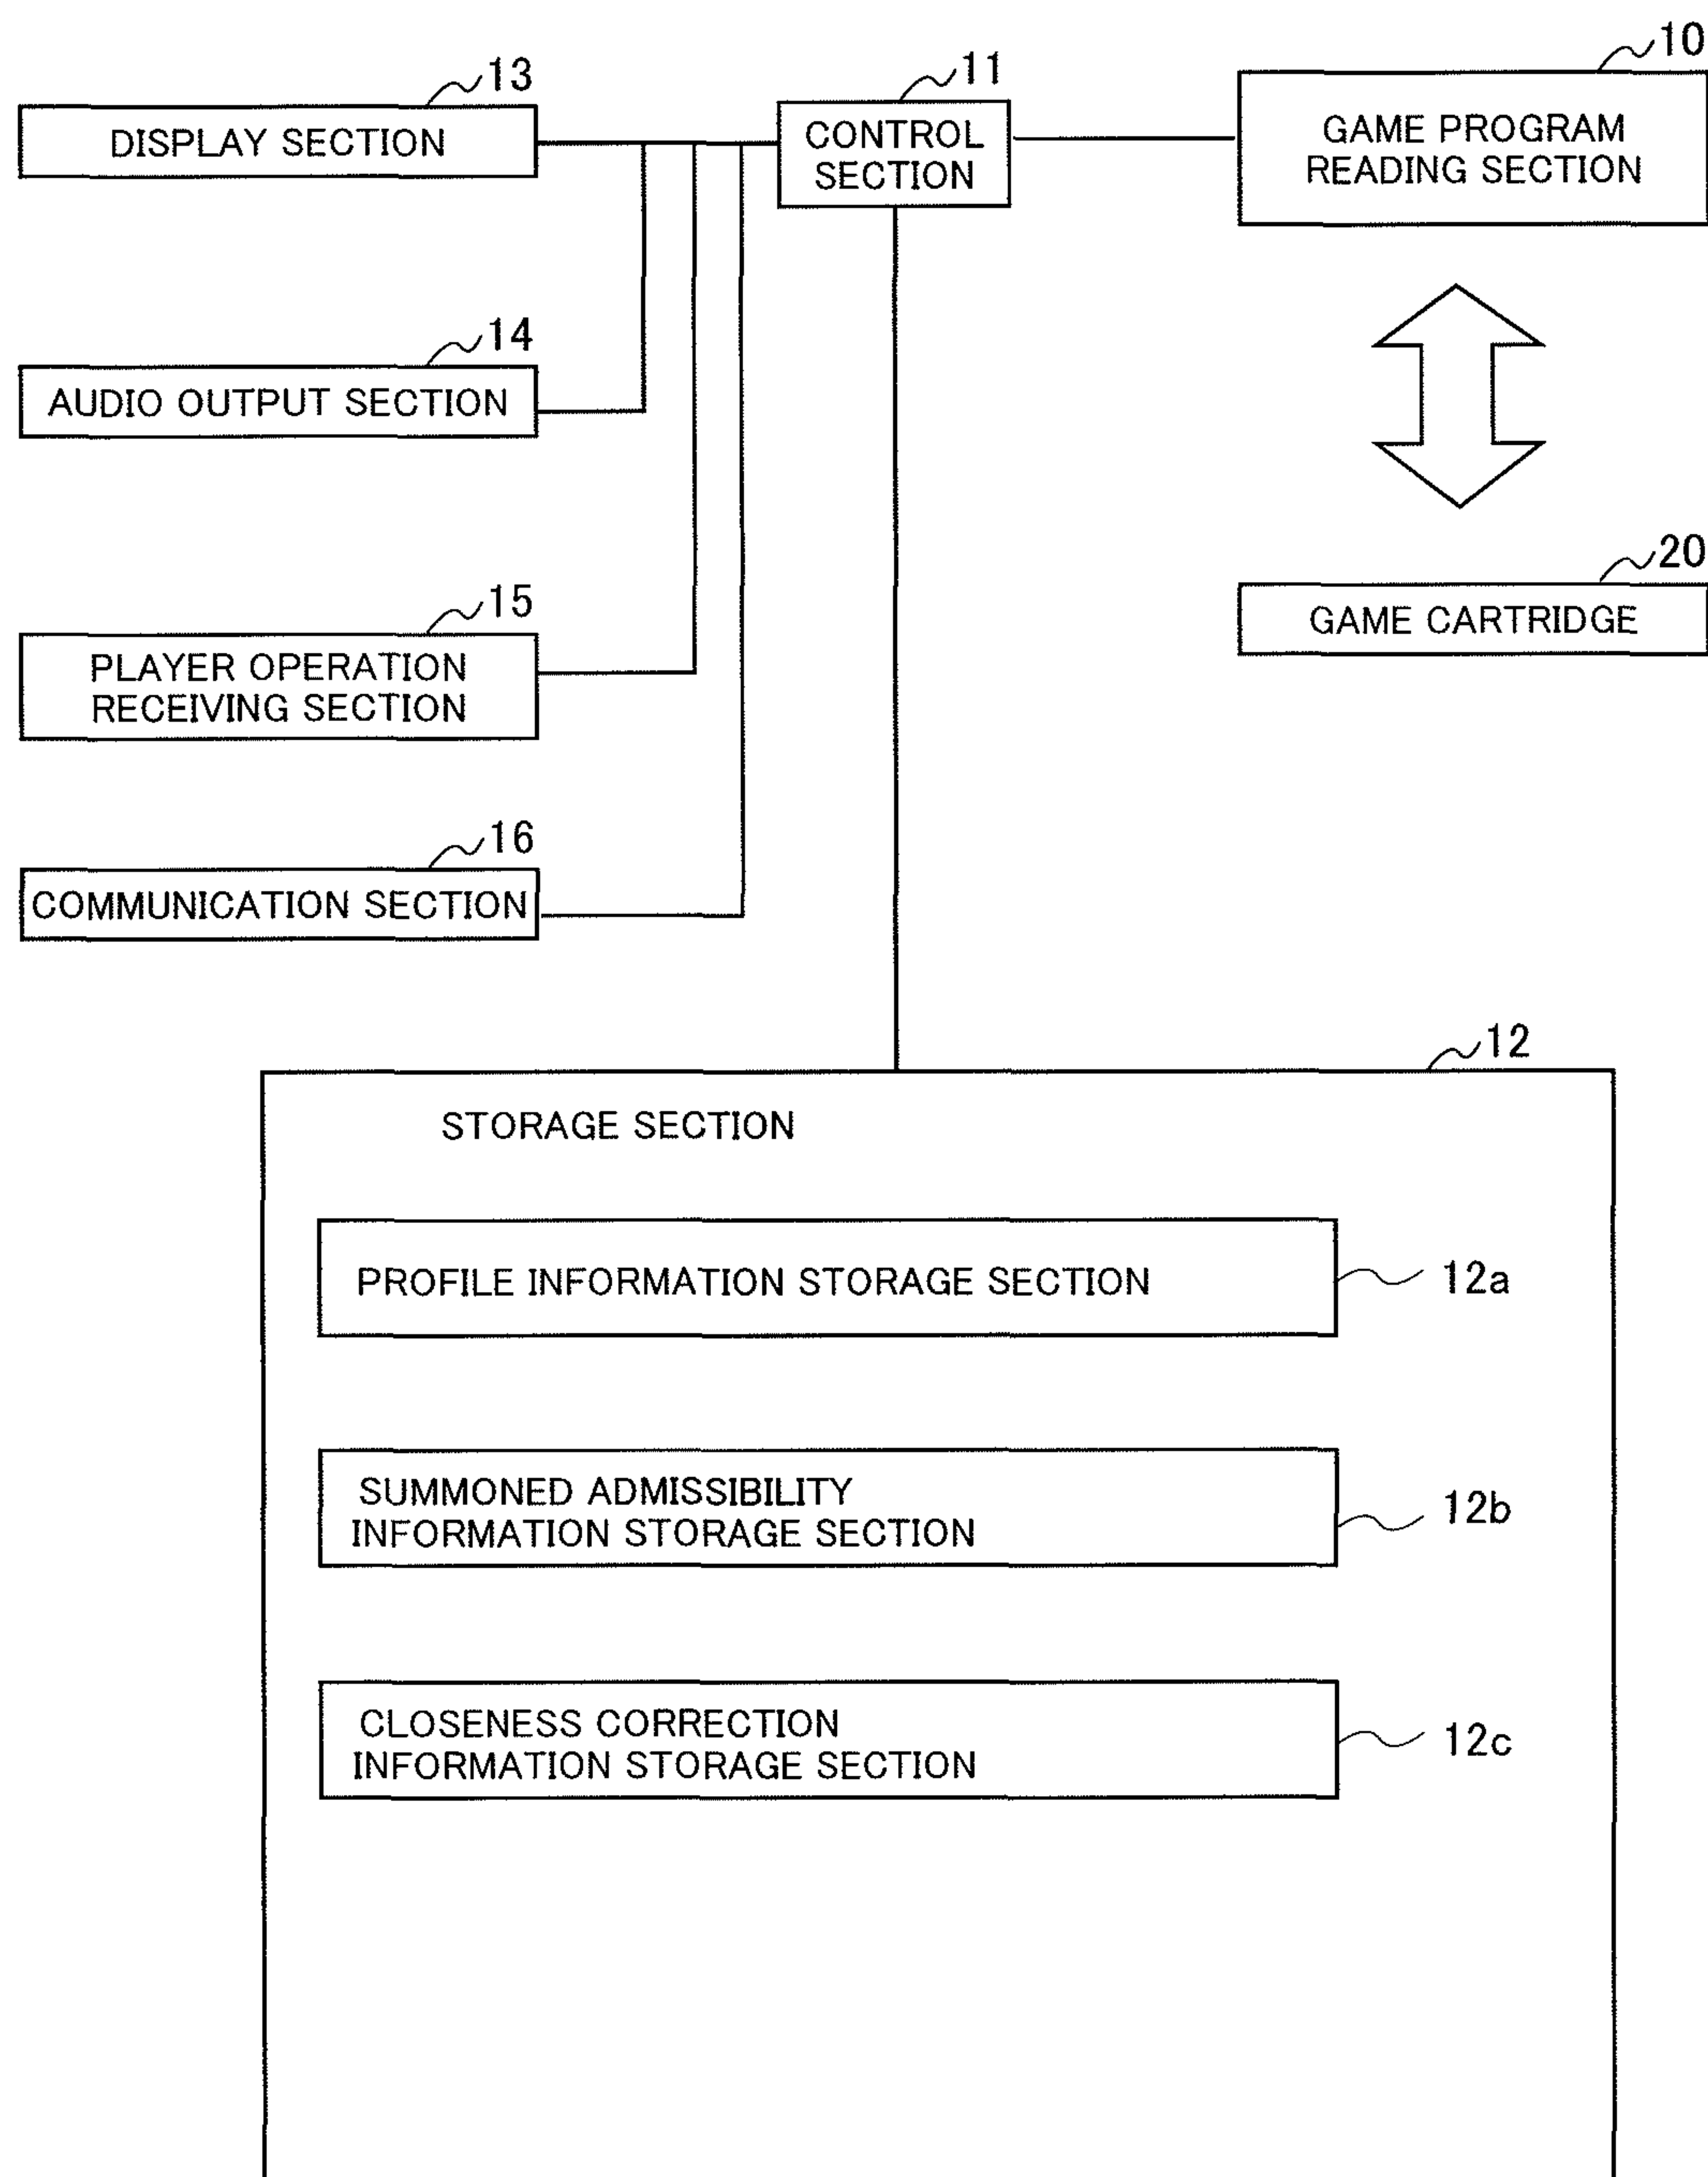 13
DISPLAY SECTION
11
CONTROL
SECTION
10
GAME PROGRAM
READING SECTION
14
AUDIO OUTPUT SECTION
20
GAME CARTRIDGE
15
PLAYER OPERATION
RECEIVING SECTION
16
COMMUNICATION SECTION
12
STORAGE SECTION
PROFILE INFORMATION STORAGE SECTION
12a
SUMMONED ADMISSIBILITY
INFORMATION STORAGE SECTION
12b
CLOSENESS CORRECTION
INFORMATION STORAGE SECTION
12c